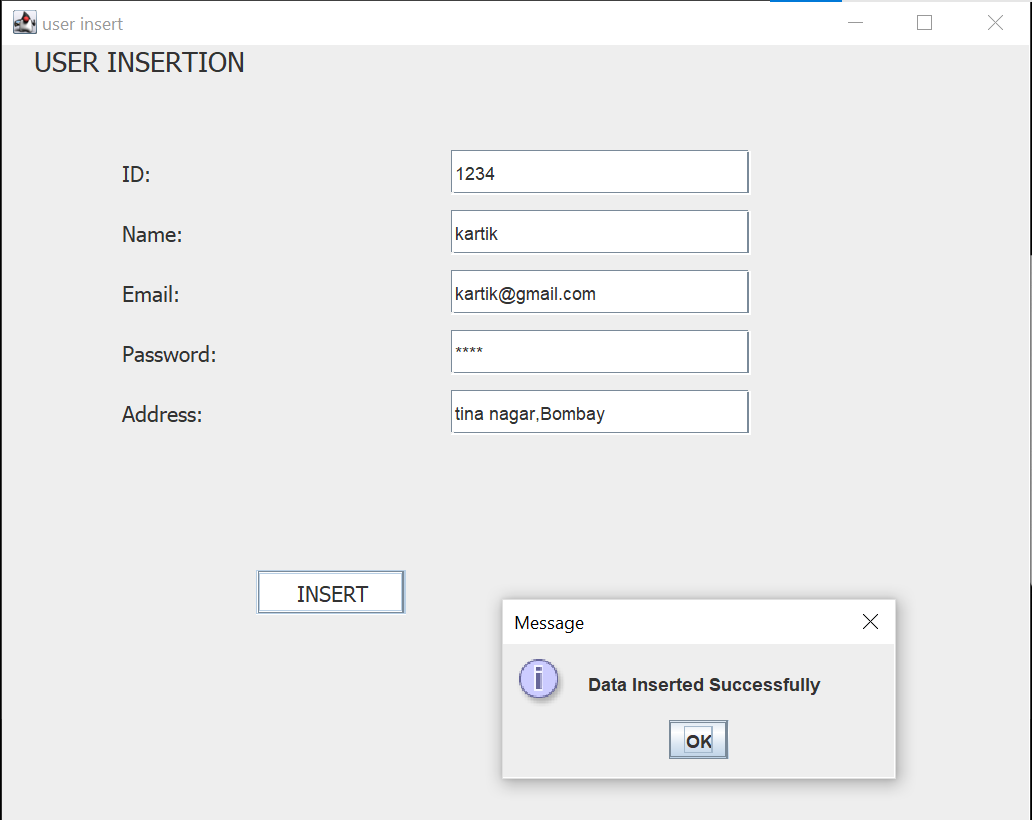 user insert
USER INSERTION
ID: 1234
Name: kartik
Email: kartik@gmail.com
Password: ****
Address: tina nagar,Bombay
INSERT
Message
Data Inserted Successfully
OK